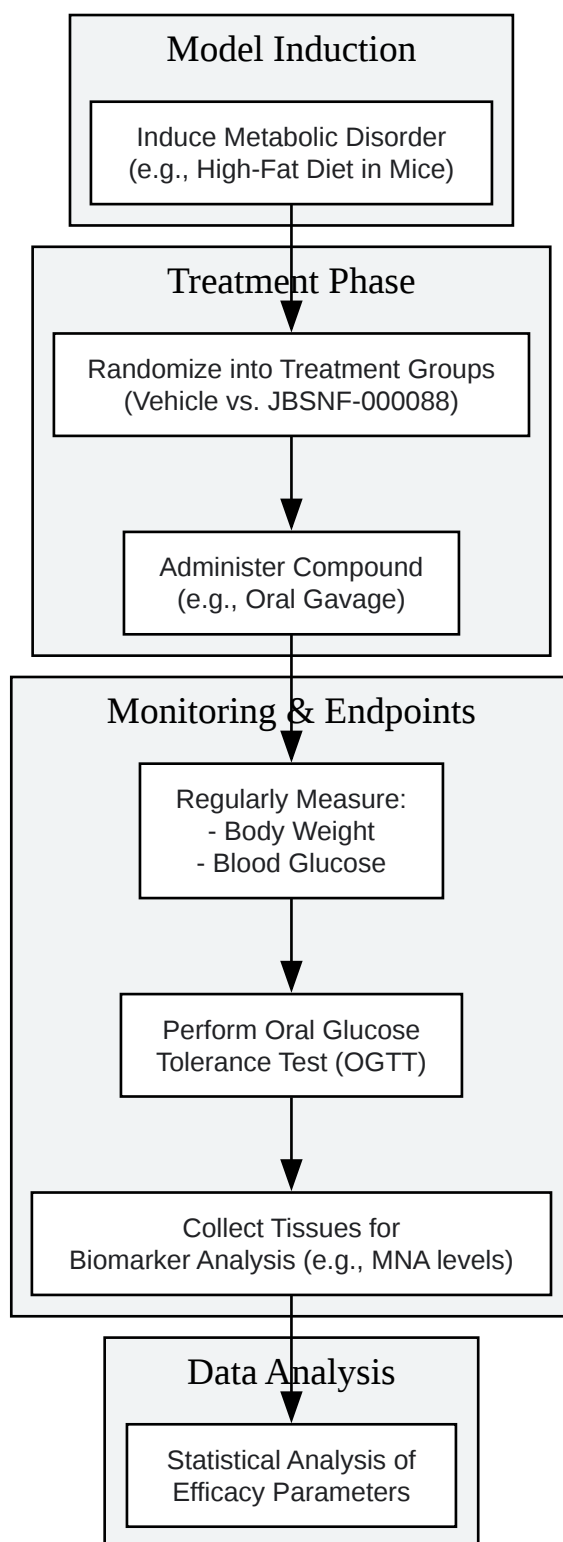 Model Induction
Induce Metabolic Disorder
(e.g., High-Fat Diet in Mice)
Treatment Phase
Randomize into Treatment Groups
(Vehicle vs. JBSNF-000088)
Administer Compound
(e.g., Oral Gavage)
Monitoring & Endpoints
Regularly Measure:
- Body Weight
- Blood Glucose
Perform Oral Glucose
Tolerance Test (OGTT)
Collect Tissues for
Biomarker Analysis (e.g., MNA levels)
Data Analysis
Statistical Analysis of
Efficacy Parameters